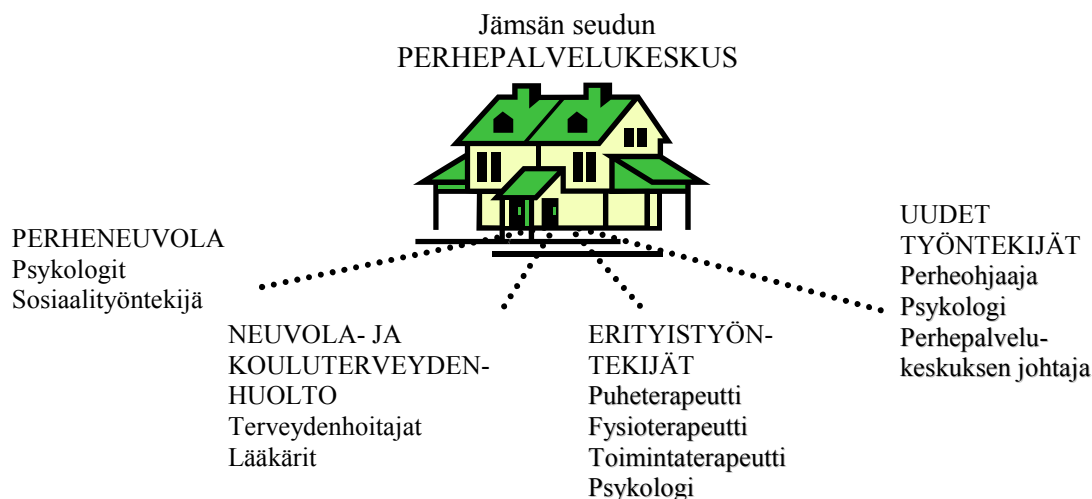 Jämsän seudun
PERHEPALVELUKESKUS
PERHENEUVOLA
Psykologit
Sosiaalityöntekijä
NEUVOLA- JA
KOULUTERVEYDEN-
HUOLTO
Terveydenhoitajat
Lääkärit
ERITYISTYÖN-
TEKIJÄT
Puheterapeutti
Fysioterapeutti
Toimintaterapeutti
Psykologi
UUDET
TYÖNTEKIJÄT
Perheohjaaja
Psykologi
Perhepalvelu-
keskuksen johtaja